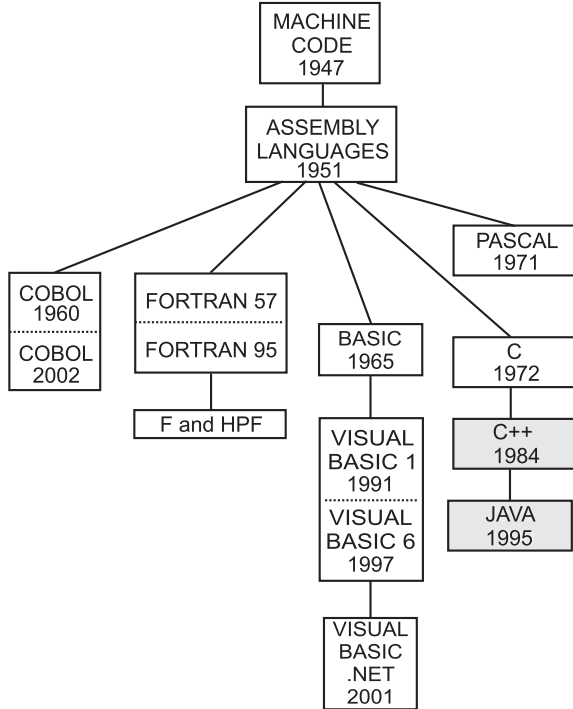 MACHINE
CODE
1947
ASSEMBLY
LANGUAGES
1951
PASCAL
1971
COBOL
1960
COBOL
2002
FORTRAN 57
FORTRAN 95
F and HPF
BASIC
1965
VISUAL
BASIC 1
1991
VISUAL
BASIC 6
1997
VISUAL
BASIC
.NET
2001
C
1972
C++
1984
JAVA
1995